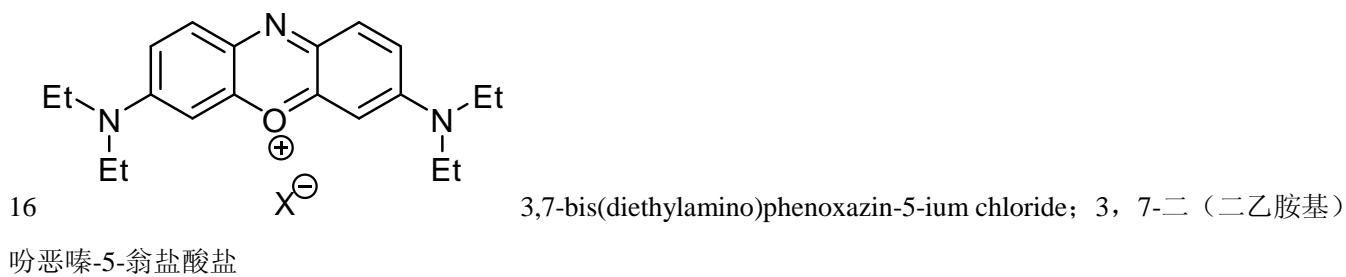 N
Et N O N Et
Et ⊕ Et
16 X⊖ 3,7-bis(diethylamino)phenoxazin-5-ium chloride；3，7-二（二乙胺基）
吩恶嗪-5-翁盐酸盐